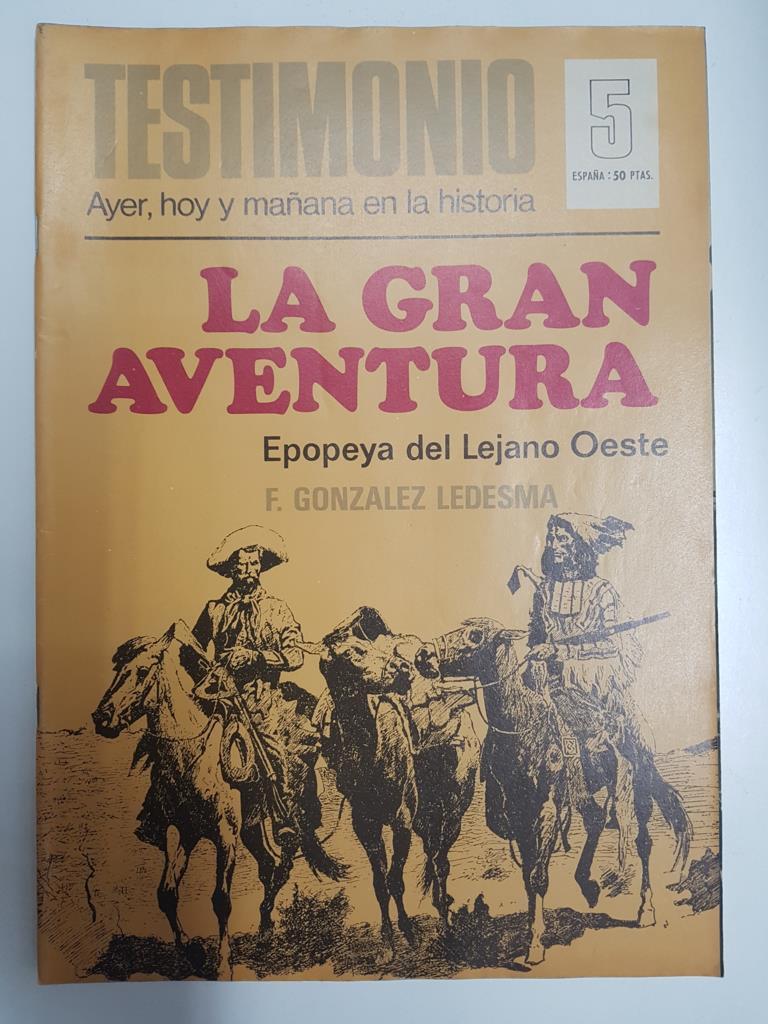 TESTIMONIO
Ayer, hoy y mañana en la historia
5
ESPAÑA : 50 PTAS.
LA GRAN
AVENTURA
Epopeya del Lejano Oeste
F. GONZALEZ LEDESMA